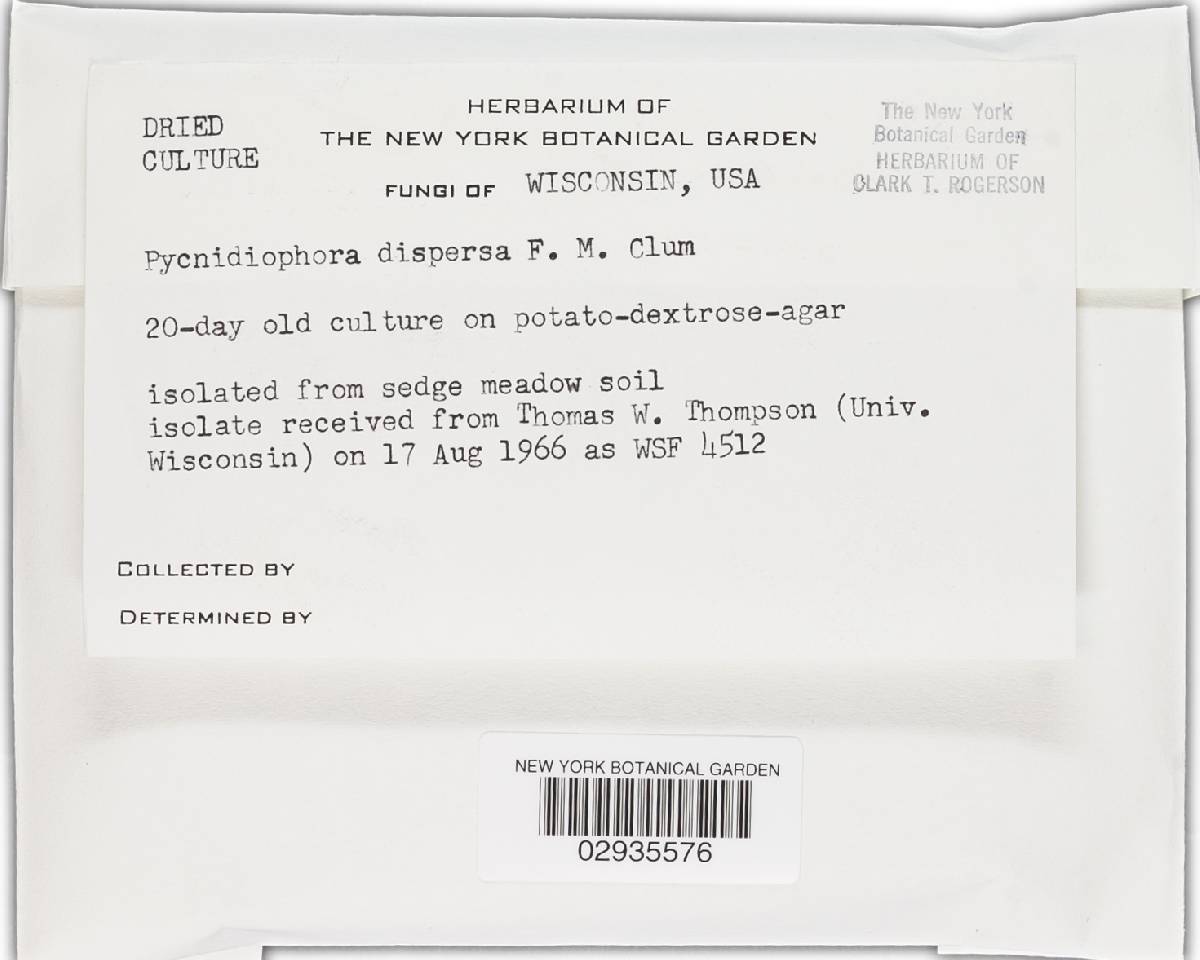 DRIED
CULTURE
HERBARIUM OF
THE NEW YORK BOTANICAL GARDEN
FUNGI OF WISCONSIN, USA
The New York
Botanical Garden
HERBARIUM OF
CLARK T. ROGERSON
Pycnidiophora dispersa F. M. Clum
20-day old culture on potato-dextrose-agar
isolated from sedge meadow soil
isolate received from Thomas W. Thompson (Univ.
Wisconsin) on 17 Aug 1966 as WSF 4512
COLLECTED BY
DETERMINED BY
NEW YORK BOTANICAL GARDEN
02935576